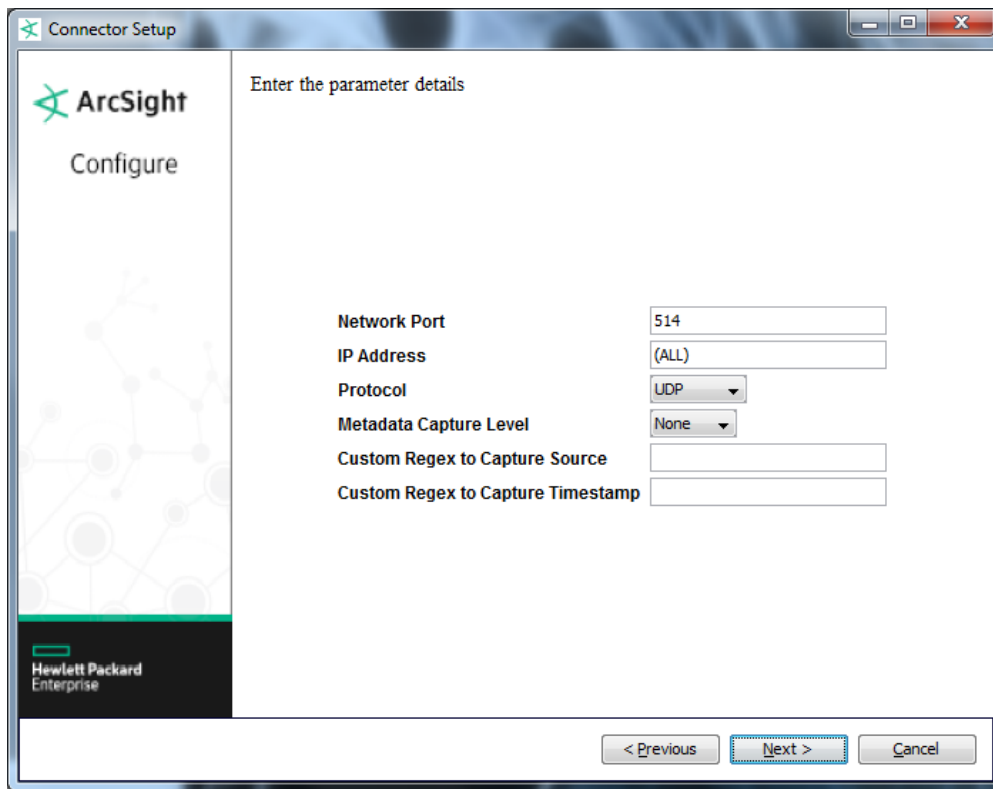 Connector Setup
ArcSight
Configure
Enter the parameter details
Network Port 514
IP Address (ALL)
Protocol UDP
Metadata Capture Level None
Custom Regex to Capture Source
Custom Regex to Capture Timestamp
Hewlett Packard
Enterprise
< Previous Next > Cancel